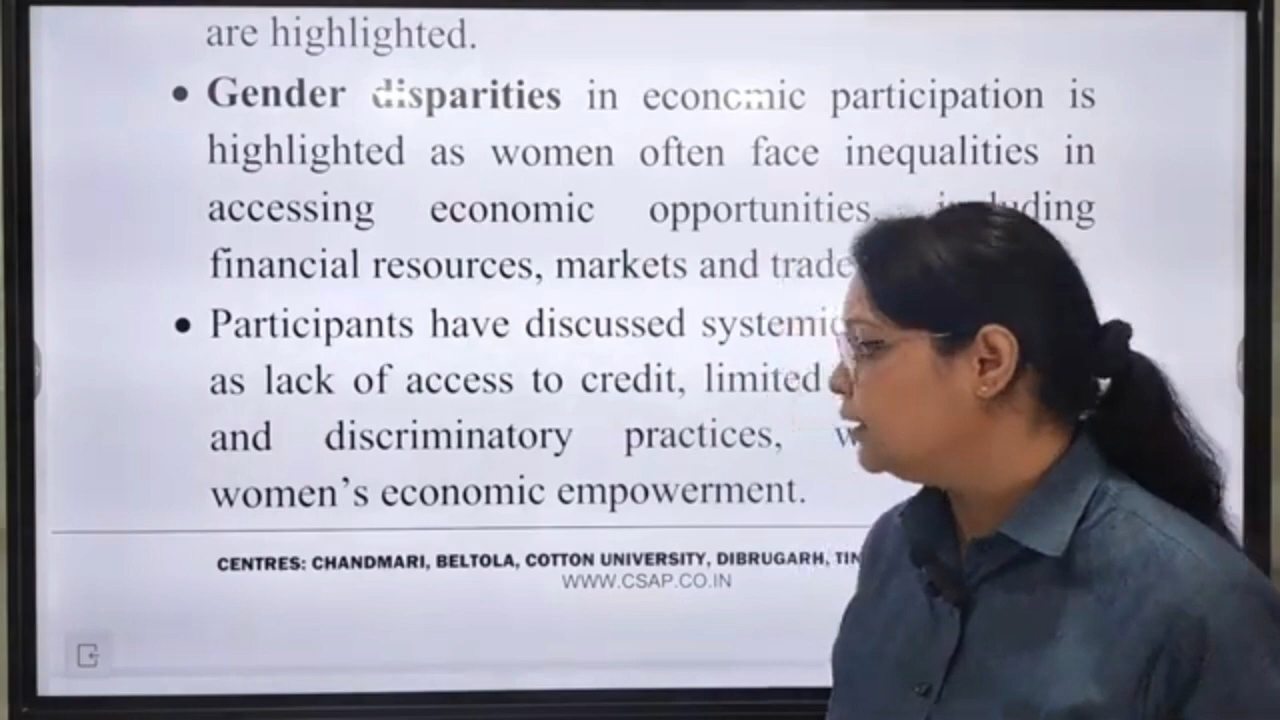 are highlighted.
• Gender disparities in economic participation is
highlighted as women often face inequalities in
accessing economic opportunities, including
financial resources, markets and trade
• Participants have discussed systemic
as lack of access to credit, limited
and discriminatory practices,
women's economic empowerment.
CENTRES: CHANDMARI, BELTOLA, COTTON UNIVERSITY, DIBRUGARH,
WWW.CSAP.CO.IN